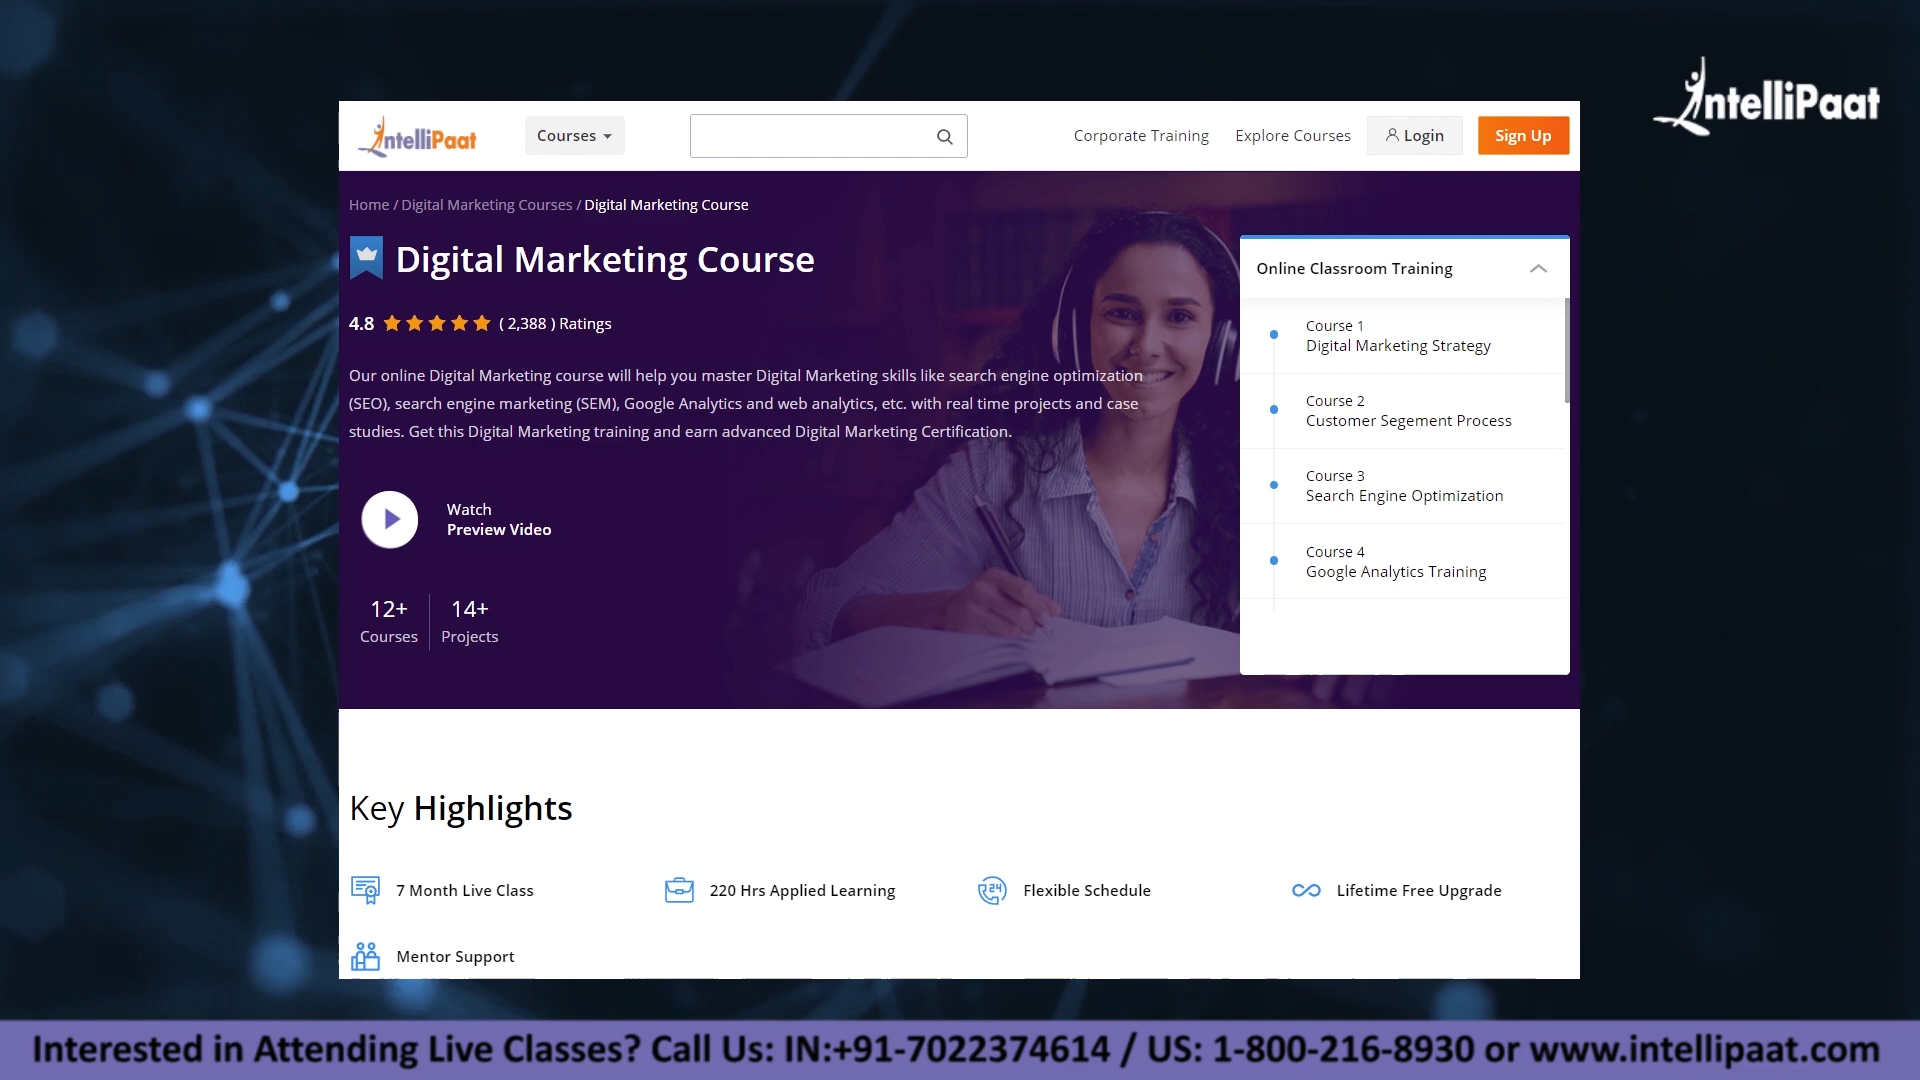 IntelliPaat
IntelliPaat
Courses
Corporate Training
Explore Courses
Login
Sign Up
Home / Digital Marketing Courses / Digital Marketing Course
Digital Marketing Course
4.8 ( 2,388 ) Ratings
Our online Digital Marketing course will help you master Digital Marketing skills like search engine optimization
(SEO), search engine marketing (SEM), Google Analytics and web analytics, etc. with real time projects and case
studies. Get this Digital Marketing training and earn advanced Digital Marketing Certification.
Watch
Preview Video
12+
Courses
14+
Projects
Online Classroom Training
Course 1
Digital Marketing Strategy
Course 2
Customer Segement Process
Course 3
Search Engine Optimization
Course 4
Google Analytics Training
Key Highlights
7 Month Live Class
220 Hrs Applied Learning
24
Flexible Schedule
Lifetime Free Upgrade
Mentor Support
Interested in Attending Live Classes? Call Us: IN:+91-7022374614 / US: 1-800-216-8930 or www.intellipaat.com